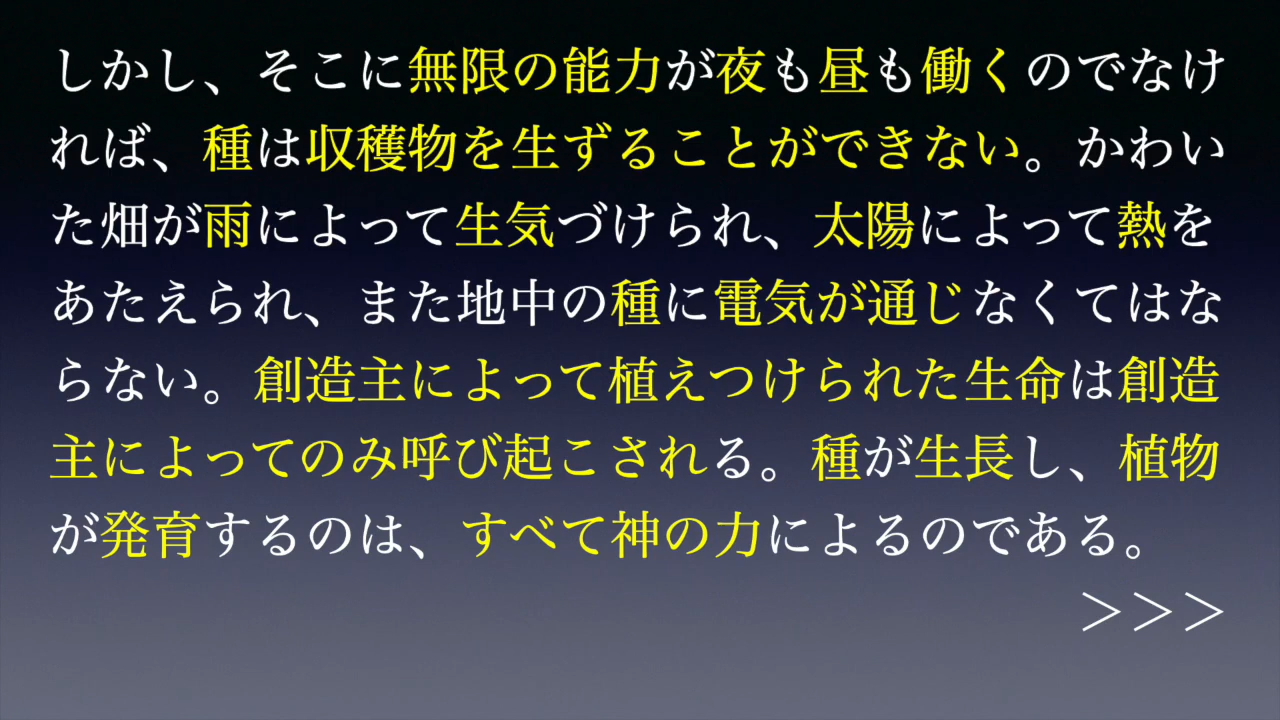 しかし、そこに無限の能力が夜も昼も働くのでなけ
れば、種は収穫物を生ずることができない。かわい
た畑が雨によって生気づけられ、太陽によって熱を
あたえられ、また地中の種に電気が通じなくてはな
らない。創造主によって植えつけられた生命は創造
主によってのみ呼び起こされる。種が生長し、植物
が発育するのは、すべて神の力によるのである。
>>>